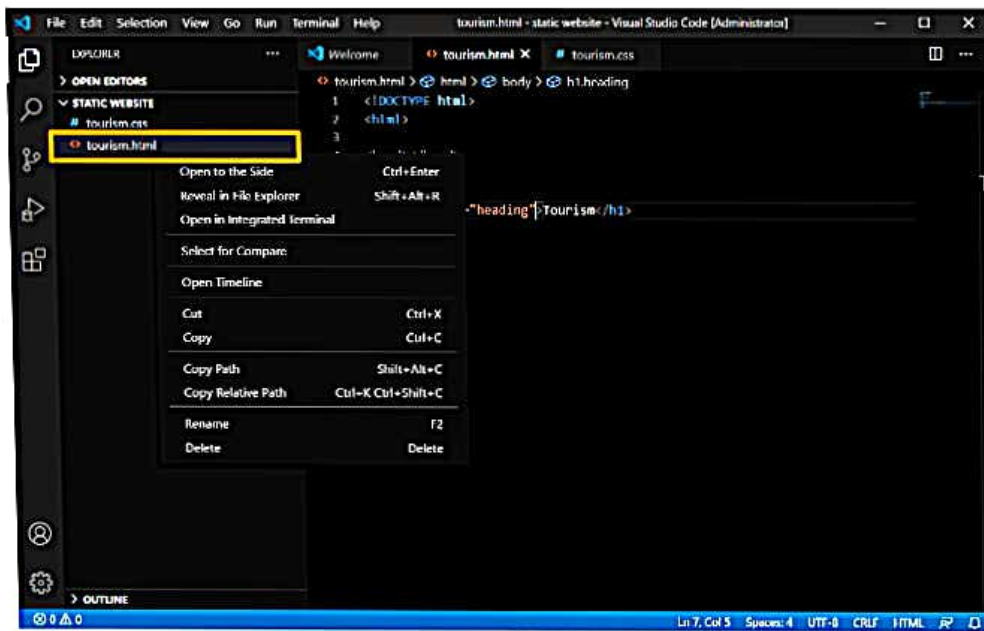 File Edit Selection View Go Run Terminal Help tourism.html - static website - Visual Studio Code [Administrator]
EXPLORER
Welcome tourism.html tourism.css
OPEN EDITORS
tourism.html > html > body > h1.heading
STATIC WEBSITE
1 <!DOCTYPE html>
tourism.css
2 <html>
tourism.html
3
Open to the Side Ctrl+Enter
Reveal in File Explorer Shift+Alt+R
="heading">Tourism</h1>
Open in Integrated Terminal
Select for Compare
Open Timeline
Cut Ctrl+X
Copy Ctrl+C
Copy Path Shift+Alt+C
Copy Relative Path Ctrl+K Ctrl+Shift+C
Rename F2
Delete Delete
OUTLINE
0 0 Ln 7, Col 5 Spaces: 4 UTF-8 CRLF HTML